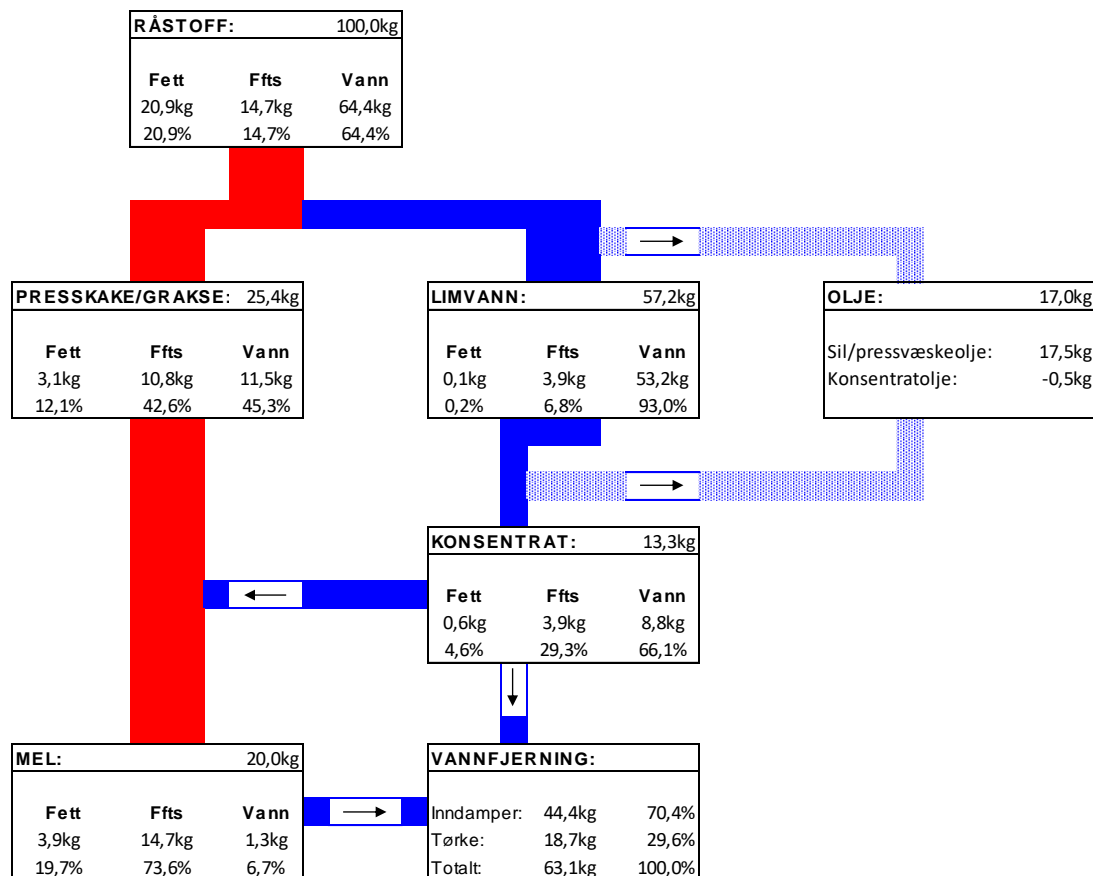 RÅSTOFF: 100,0kg
Fett Ffts Vann
20,9kg 14,7kg 64,4kg
20,9% 14,7% 64,4%
PRESSKAKE/GRAKSE: 25,4kg
Fett Ffts Vann
3,1kg 10,8kg 11,5kg
12,1% 42,6% 45,3%
LIMVANN: 57,2kg
Fett Ffts Vann
0,1kg 3,9kg 53,2kg
0,2% 6,8% 93,0%
OLJE: 17,0kg
Sil/pressvæskeolje: 17,5kg
Konsentratolje: -0,5kg
KONSENTRAT: 13,3kg
Fett Ffts Vann
0,6kg 3,9kg 8,8kg
4,6% 29,3% 66,1%
MEL: 20,0kg
Fett Ffts Vann
3,9kg 14,7kg 1,3kg
19,7% 73,6% 6,7%
VANNFJERNING:
Inndamper: 44,4kg 70,4%
Tørke: 18,7kg 29,6%
Totalt: 63,1kg 100,0%